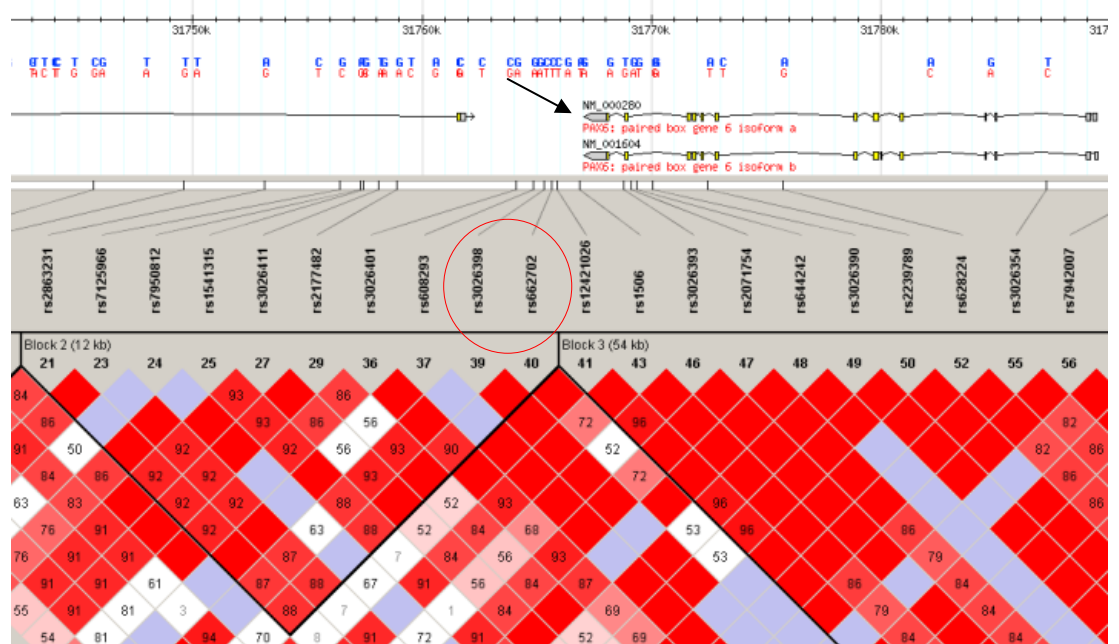 31750k 31760k 31770k 31780k 317
T CG T T T A C G G T A C C CG G A G A C A A G T
G GA A G A G T G A C G T GA A G T T G C A C
NM_000280
PAX6: paired box gene 6 isoform a
NM_001604
PAX6: paired box gene 6 isoform b
rs2863231 rs7125966 rs7950812 rs1541315 rs3026411 rs2177482 rs3026401 rs608293 rs3026398 rs662702 rs12421026 rs1506 rs3026393 rs2071754 rs644242 rs3026390 rs2239789 rs628224 rs3026354 rs7942007
Block 2 (12 kb) Block 3 (54 kb)
21 23 24 25 27 29 36 37 39 40 41 43 46 47 48 49 50 52 55 56
84 93 86
86 93 86 56 72 96 82
91 50 92 92 56 93 90 52 82 86
84 86 92 92 93 72 86
63 83 92 92 88 52 93 96 86
76 91 92 63 88 52 84 68 53 96 86
76 91 91 87 7 84 56 93 53 79
91 91 61 87 88 67 91 56 84 87 86 84
55 91 81 3 88 7 1 84 69 79 84
54 81 94 70 8 91 72 91 52 69 84 84